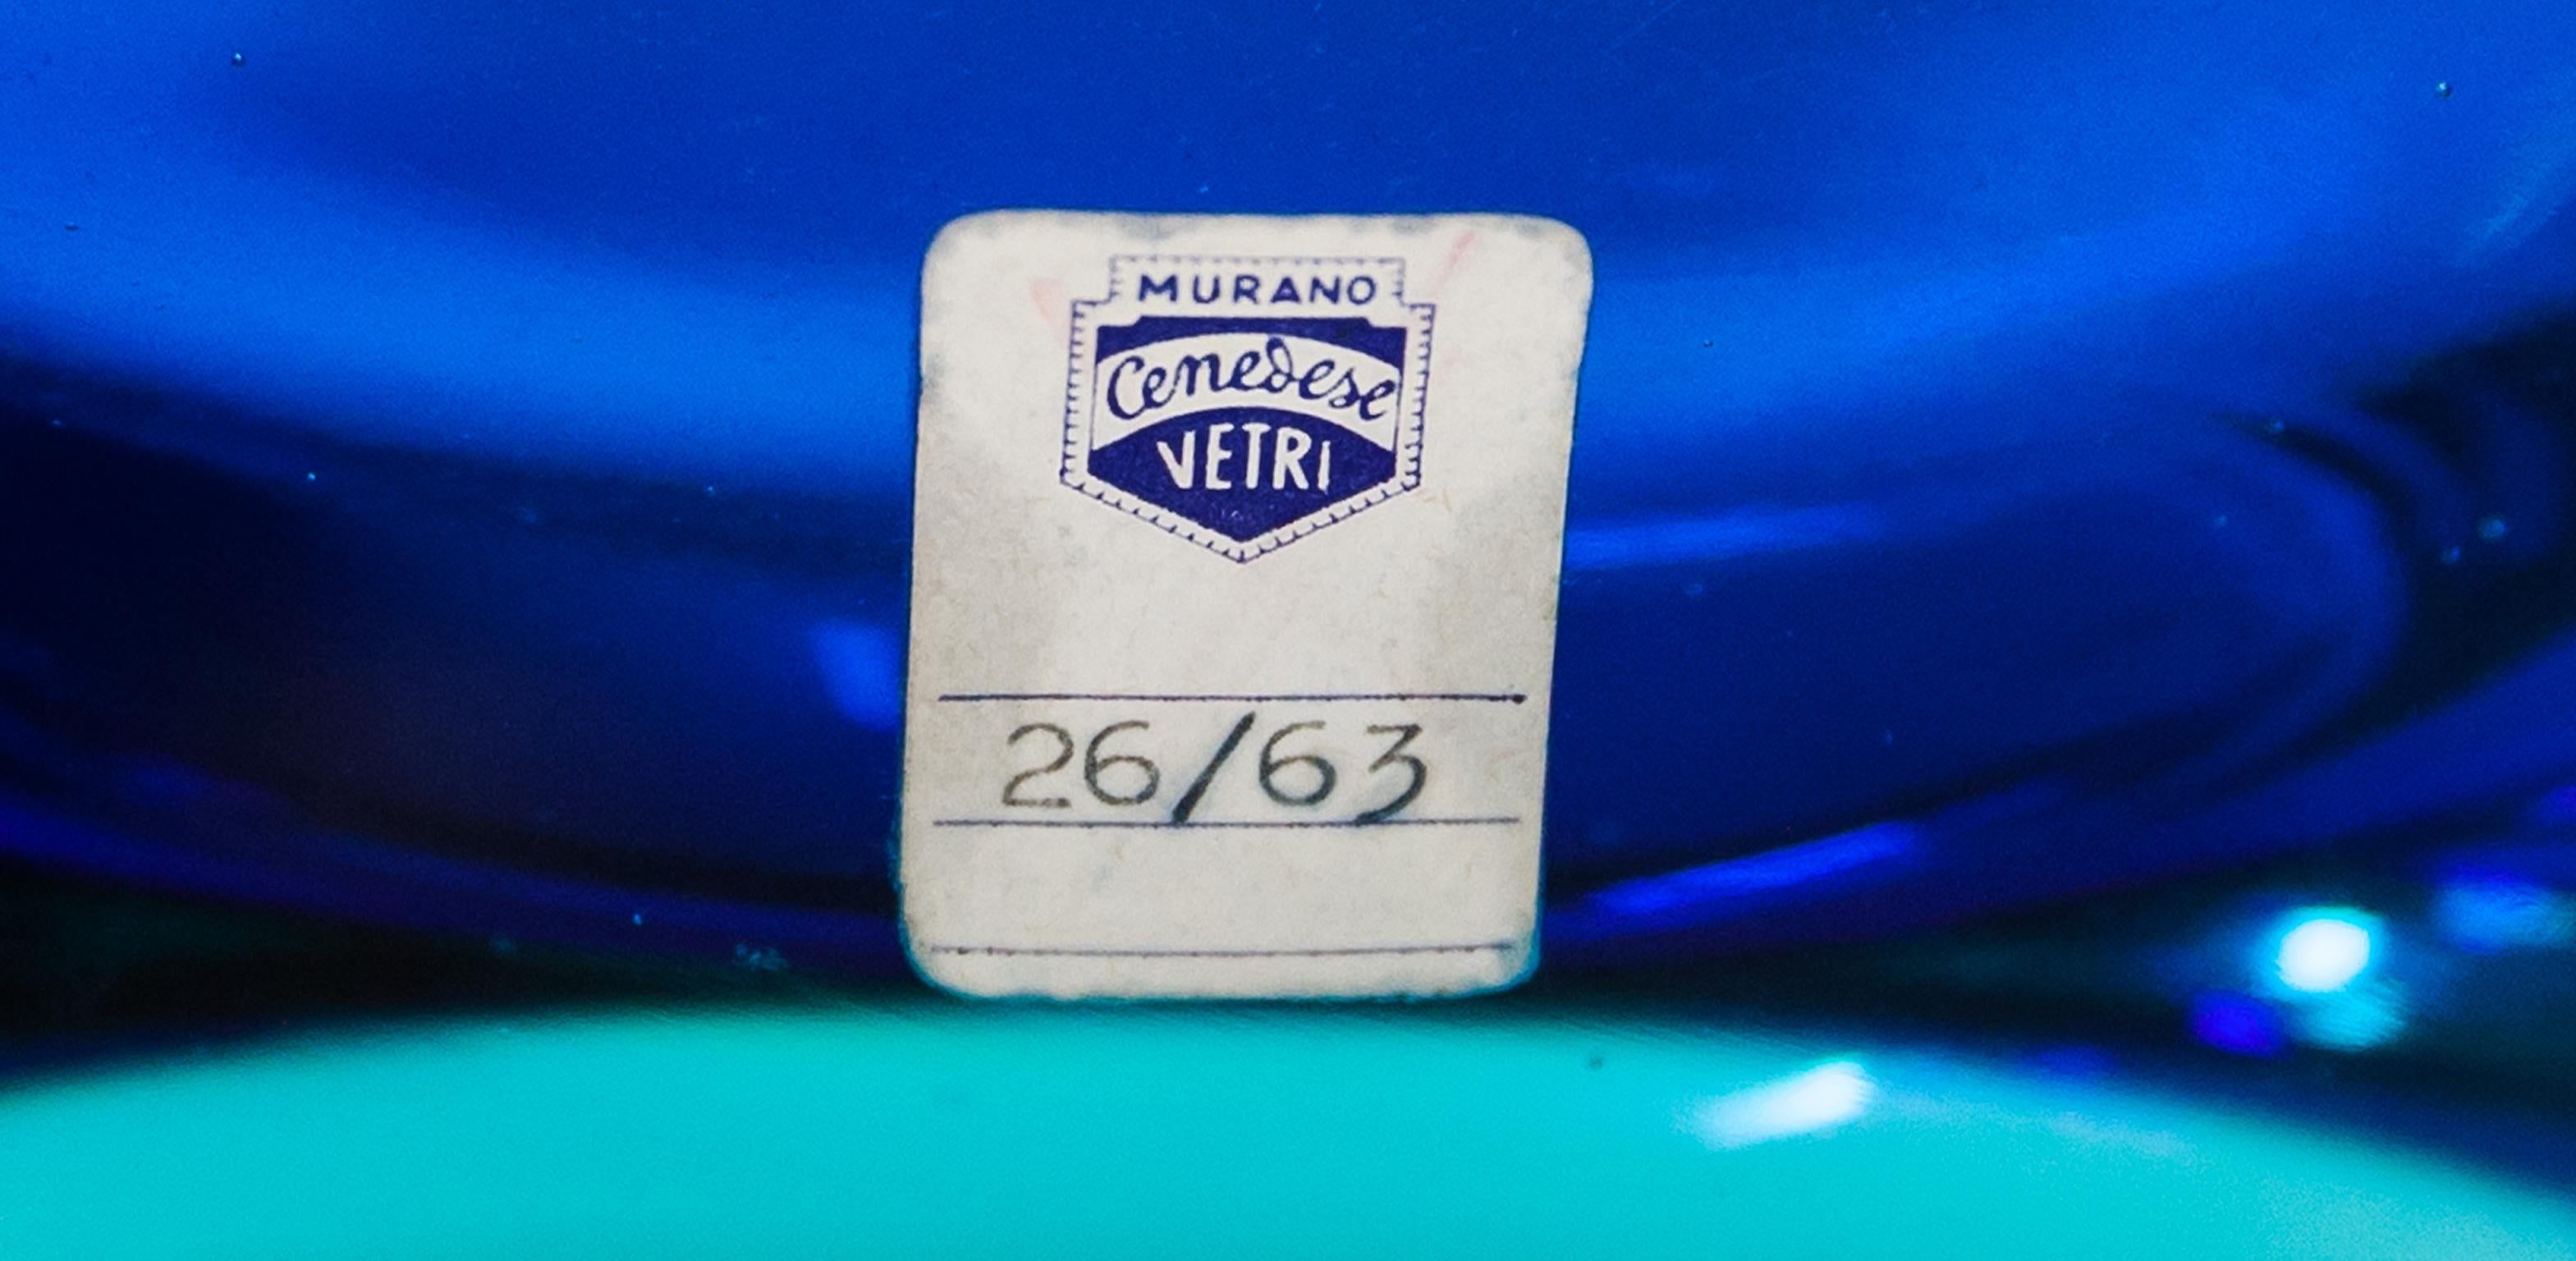 MURANO
Cenedese
VETRI
26/63